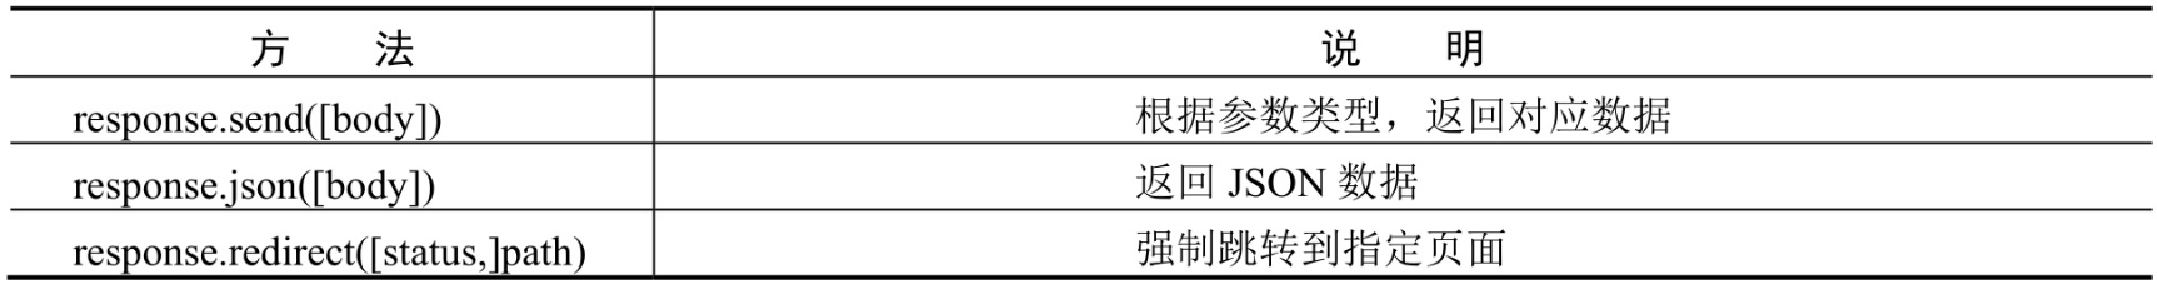 方 法 说 明
response.send([body]) 根据参数类型，返回对应数据
response.json([body]) 返回 JSON 数据
response.redirect([status,]path) 强制跳转到指定页面